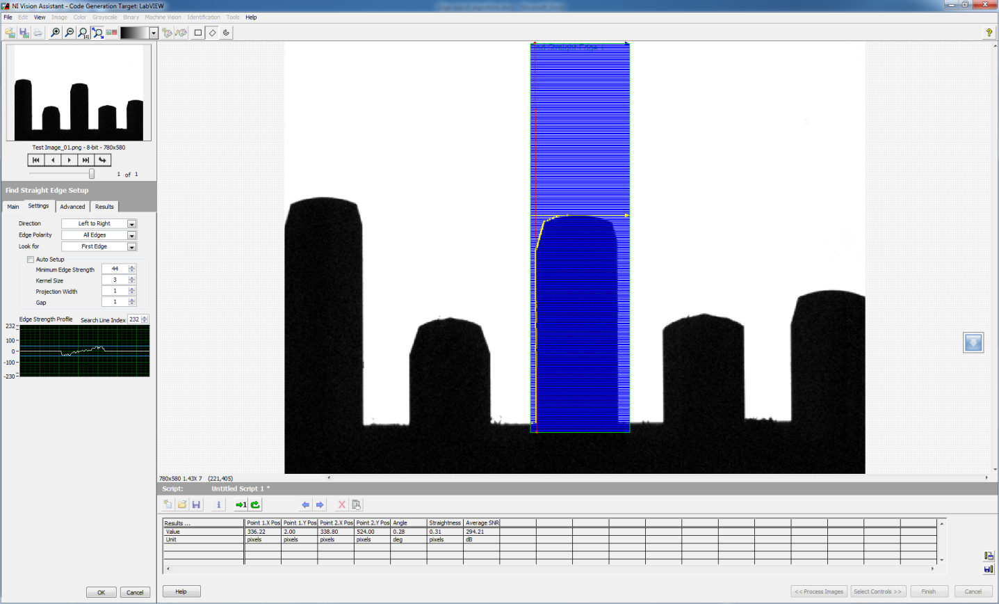 NI Vision Assistant - Code Generation Target: LabVIEW
File Edit View Image Color Grayscale Binary Machine Vision Identification Tools Help
1:1
?
Find Straight Edge 1
Test Image_01.png - 8-bit - 780x580
1 of 1
Find Straight Edge Setup
Main Settings Advanced Results
Direction Left to Right
Edge Polarity All Edges
Look for First Edge
Auto Setup
Minimum Edge Strength 44
Kernel Size 3
Projection Width 1
Gap 1
Edge Strength Profile Search Line Index 232
232
100
0
-100
-230
780x580 1.43X 7 (221,405)
Script: Untitled Script 1 *
1
Results ... Point 1.X Pos Point 1.Y Pos Point 2.X Pos Point 2.Y Pos Angle Straightness Average SNR
Value 336.22 2.00 338.80 524.00 0.28 0.31 294.21
Unit pixels pixels pixels pixels deg pixels dB
OK Cancel Help << Process Images Select Controls >> Finish Cancel